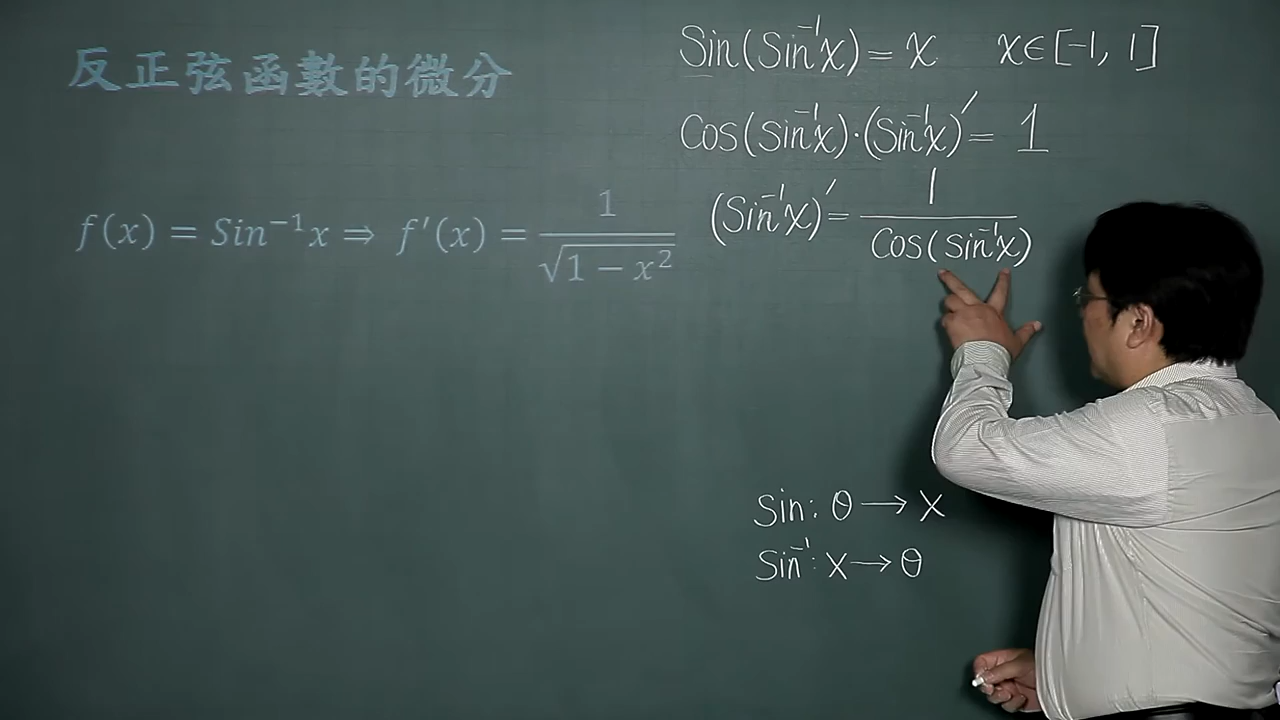 反正弦函數的微分
f(x) = Sin⁻¹x ⇒ f′(x) = 1/√(1 − x²)
Sin(Sin⁻¹x) = x   x∈[-1, 1]
Cos(Sin⁻¹x)·(Sin⁻¹x)′ = 1
(Sin⁻¹x)′ = 1/Cos(Sin⁻¹x)
Sin: θ → x
Sin⁻¹: x → θ